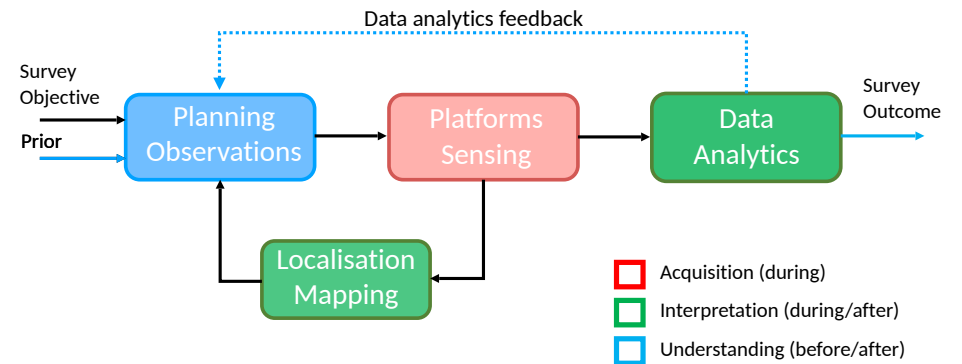 Data analytics feedback
Survey
Objective
Prior
Planning
Observations
Platforms
Sensing
Data
Analytics
Survey
Outcome
Localisation
Mapping
Acquisition (during)
Interpretation (during/after)
Understanding (before/after)